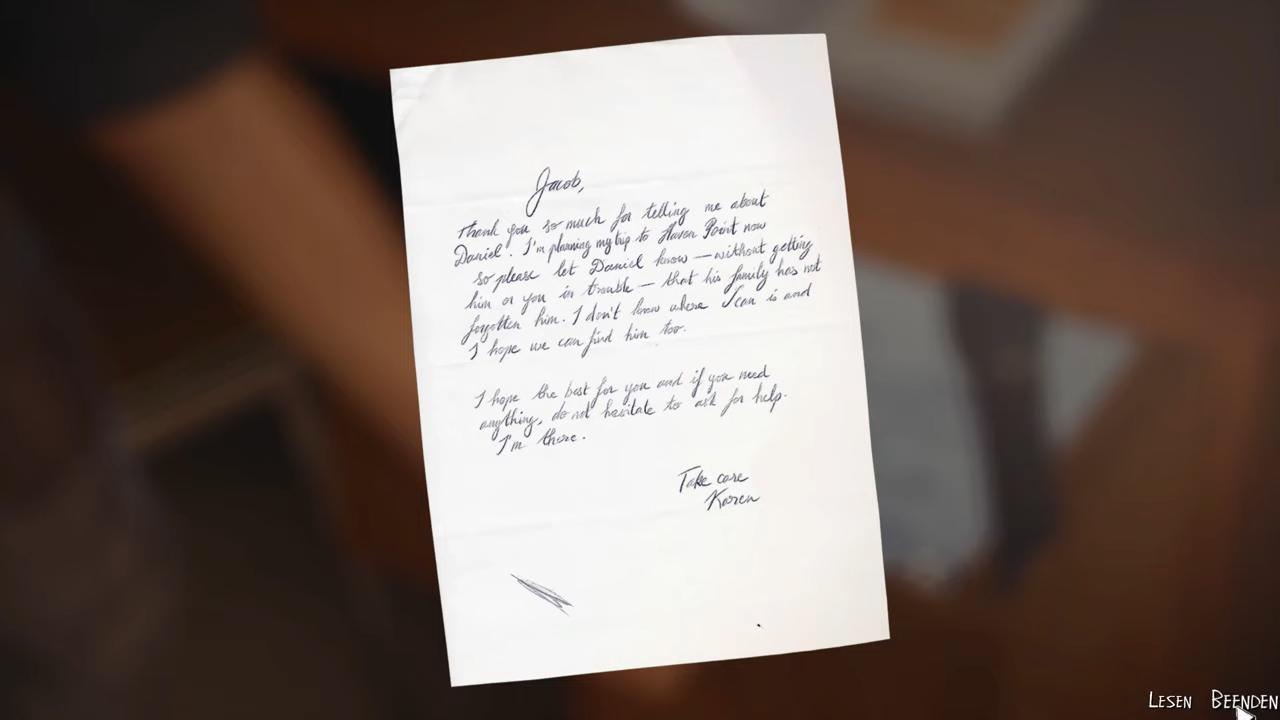 Jacob,
Thank you so much for telling me about
Daniel. I'm planning my trip to Haven Point now
so please let Daniel know — without getting
him or you in trouble — that his family has not
forgotten him. I don't know where Sean is and
I hope we can find him too.
I hope the best for you and if you need
anything, do not hesitate to ask for help.
I'm there.
Take care
Karen
LESEN BEENDEN